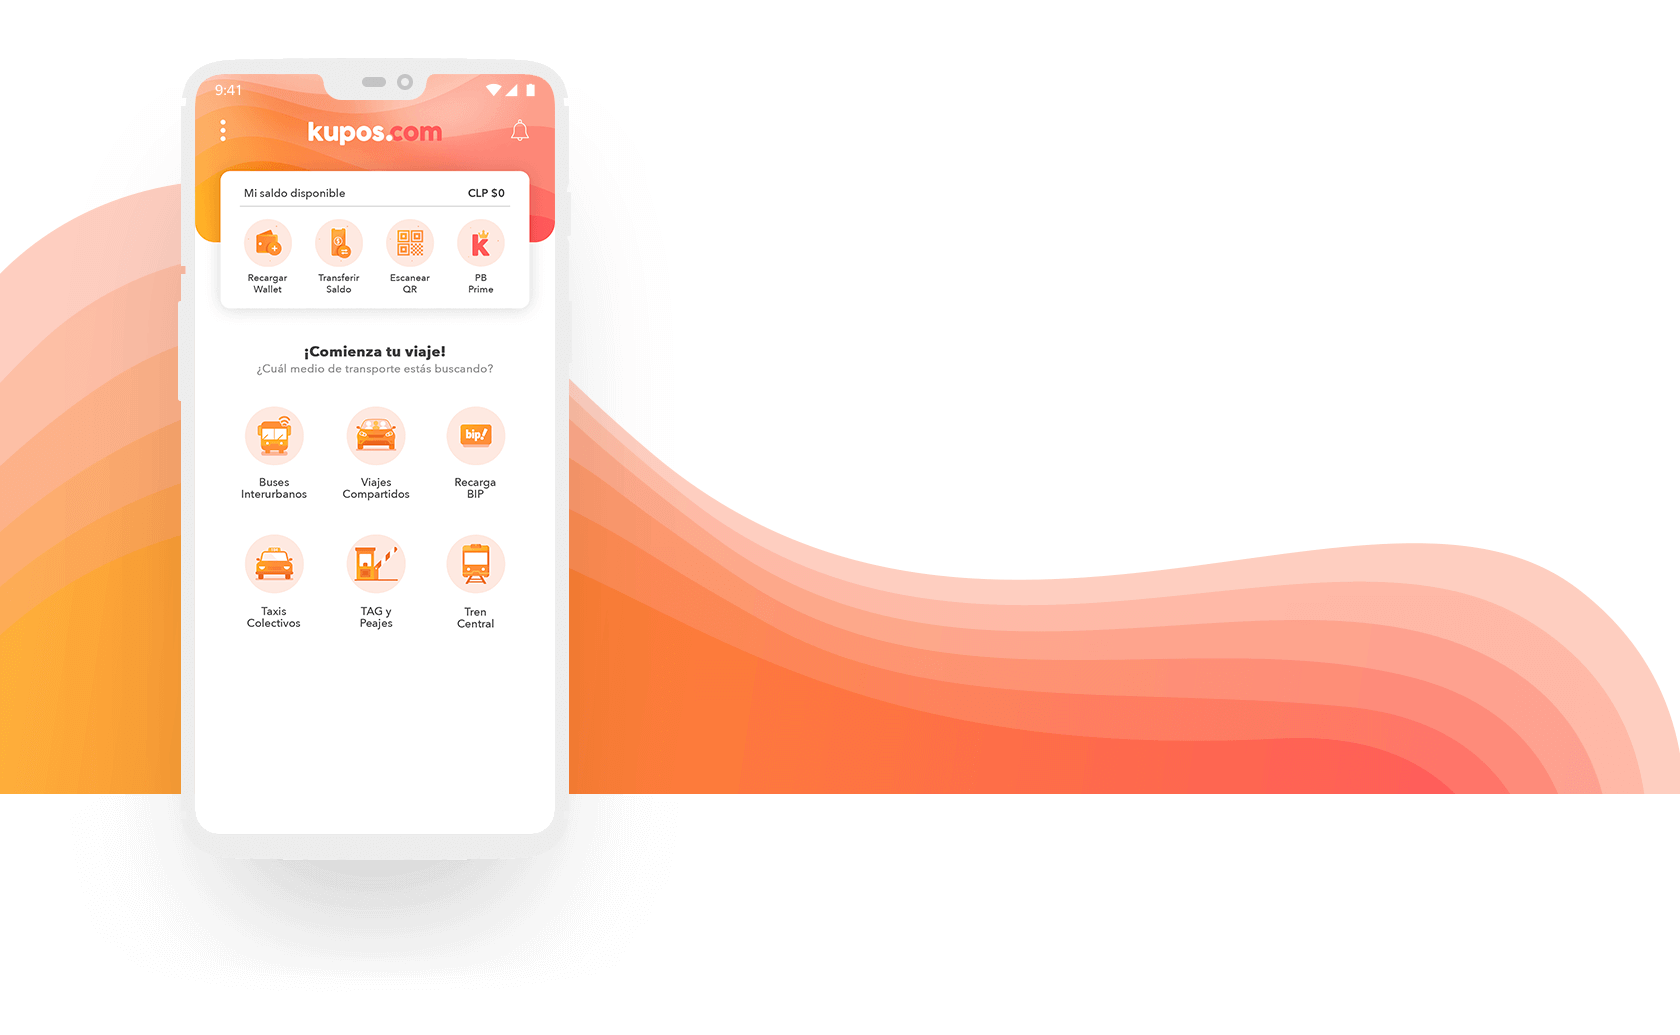 9:41
kupos.com
Mi saldo disponible CLP $0
Recargar
Wallet
Transferir
Saldo
Escanear
QR
K
PB
Prime
¡Comienza tu viaje!
¿Cuál medio de transporte estás buscando?
Buses
Interurbanos
Viajes
Compartidos
bip!
Recarga
BIP
Taxis
Colectivos
TAG y
Peajes
Tren
Central